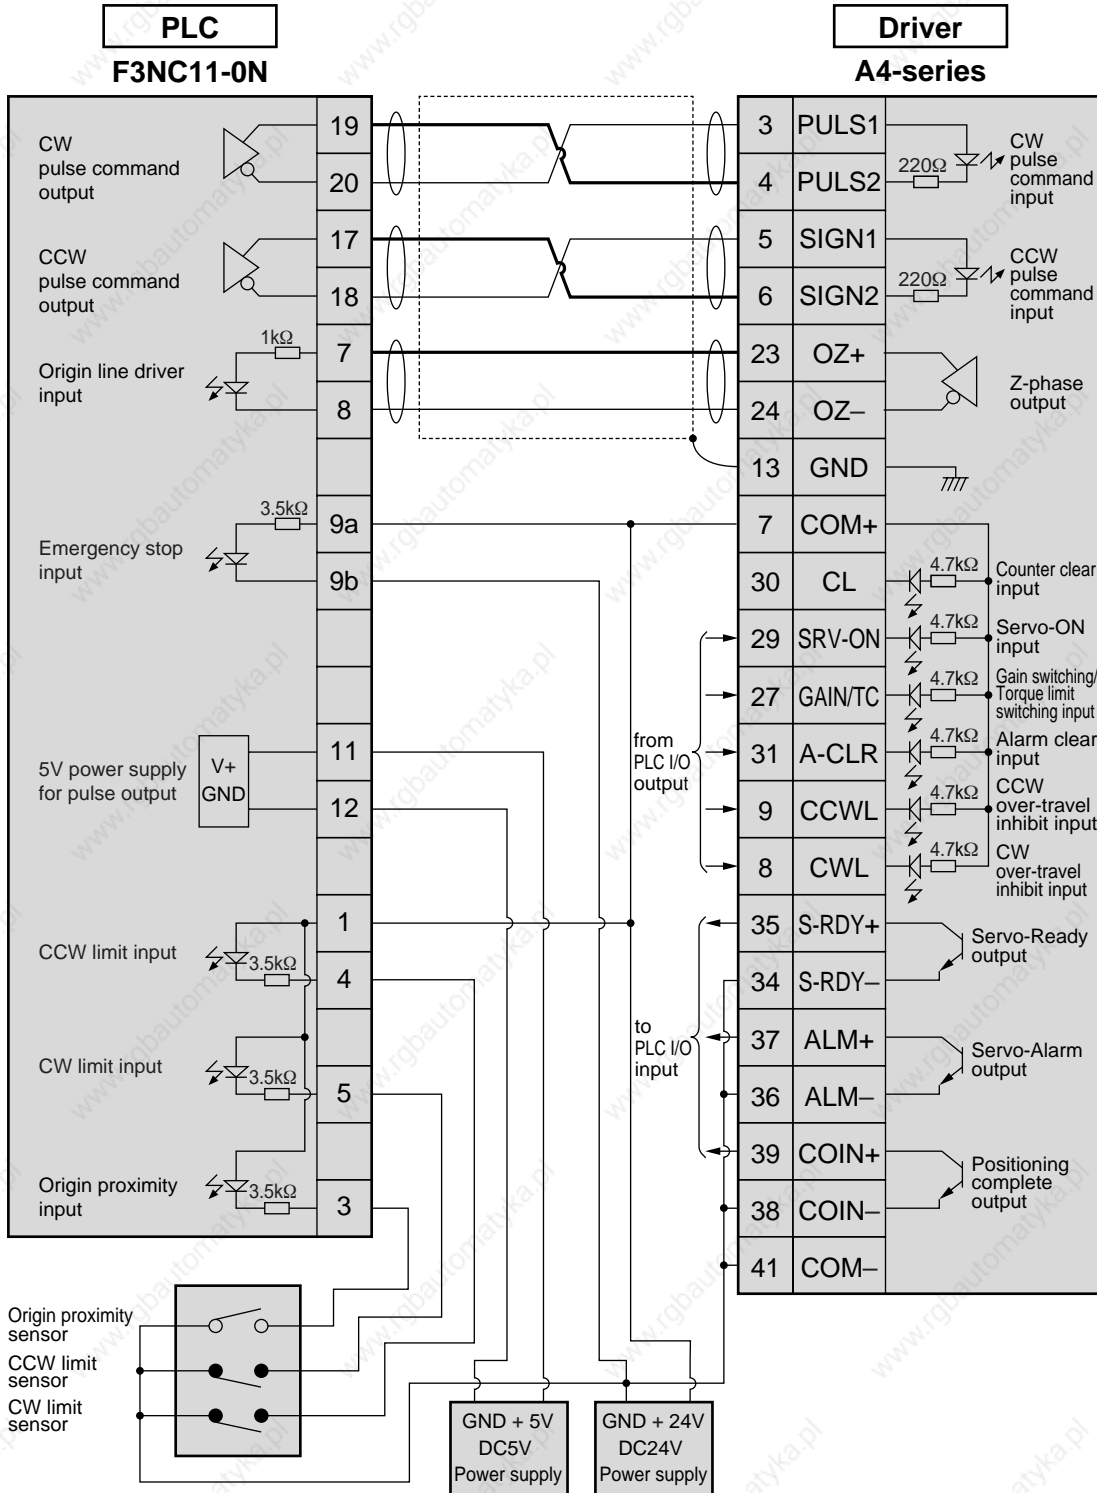 PLC
F3NC11-0N
Driver
A4-series
CW
pulse command
output
19
20
3 PULS1
4 PULS2
220Ω
CW
pulse
command
input
CCW
pulse command
output
17
18
5 SIGN1
6 SIGN2
220Ω
CCW
pulse
command
input
Origin line driver
input
1kΩ
7
8
23 OZ+
24 OZ–
Z-phase
output
13 GND
Emergency stop
input
3.5kΩ
9a
9b
7 COM+
30 CL
4.7kΩ
Counter clear
input
29 SRV-ON
4.7kΩ
Servo-ON
input
27 GAIN/TC
4.7kΩ
Gain switching/
Torque limit
switching input
from
PLC I/O
output
31 A-CLR
4.7kΩ
Alarm clear
input
5V power supply
for pulse output
V+
GND
11
12
9 CCWL
4.7kΩ
CCW
over-travel
inhibit input
8 CWL
4.7kΩ
CW
over-travel
inhibit input
CCW limit input
3.5kΩ
1
4
35 S-RDY+
34 S-RDY–
Servo-Ready
output
to
PLC I/O
input
CW limit input
3.5kΩ
5
37 ALM+
36 ALM–
Servo-Alarm
output
Origin proximity
input
3.5kΩ
3
39 COIN+
38 COIN–
Positioning
complete
output
41 COM–
Origin proximity
sensor
CCW limit
sensor
CW limit
sensor
GND + 5V
DC5V
Power supply
GND + 24V
DC24V
Power supply
www.rgbautomatyka.pl